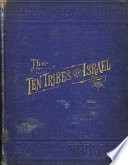 The
TEN TRIBES OF ISRAEL